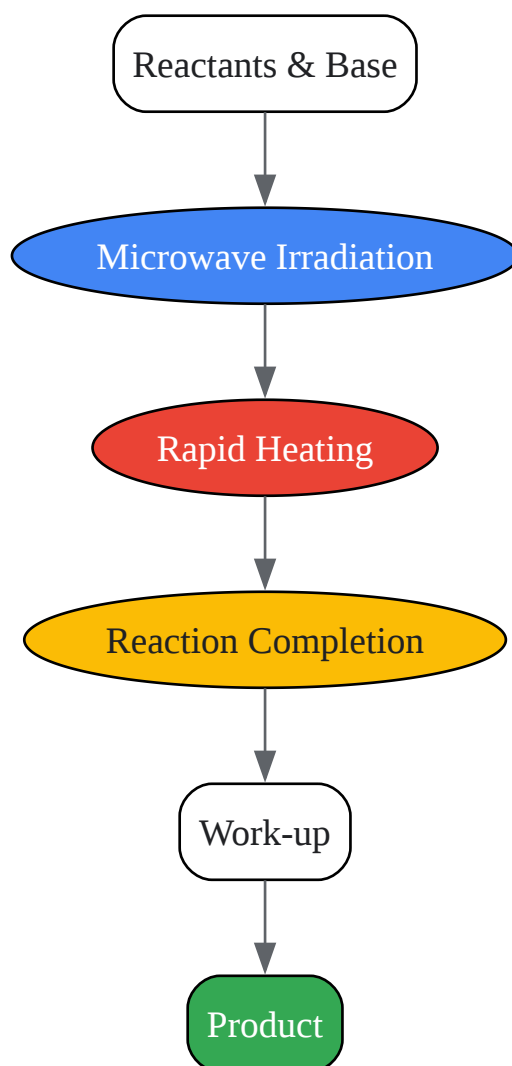 Reactants & Base
Microwave Irradiation
Rapid Heating
Reaction Completion
Work-up
Product